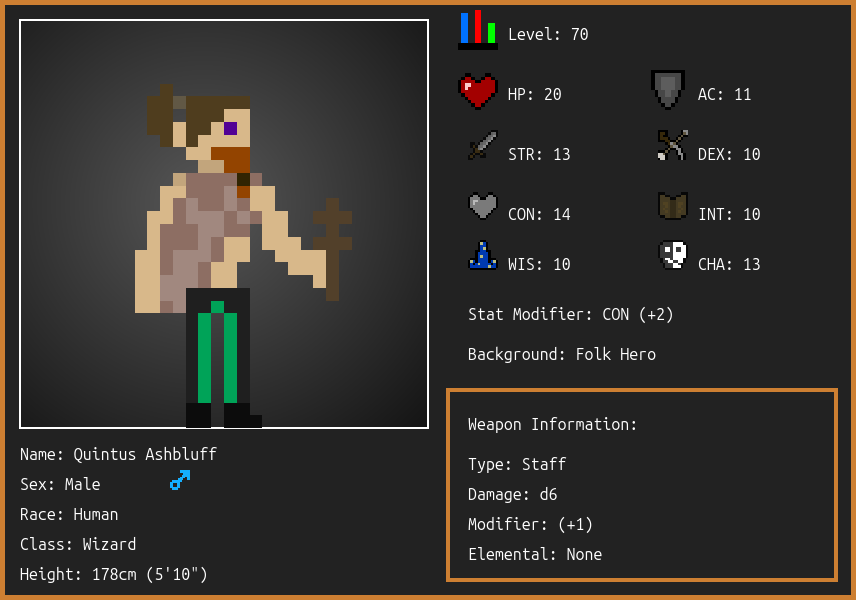 Level: 70
HP: 20
AC: 11
STR: 13
DEX: 10
CON: 14
INT: 10
WIS: 10
CHA: 13
Stat Modifier: CON (+2)
Background: Folk Hero
Weapon Information:
Type: Staff
Damage: d6
Modifier: (+1)
Elemental: None
Name: Quintus Ashbluff
Sex: Male
Race: Human
Class: Wizard
Height: 178cm (5'10")